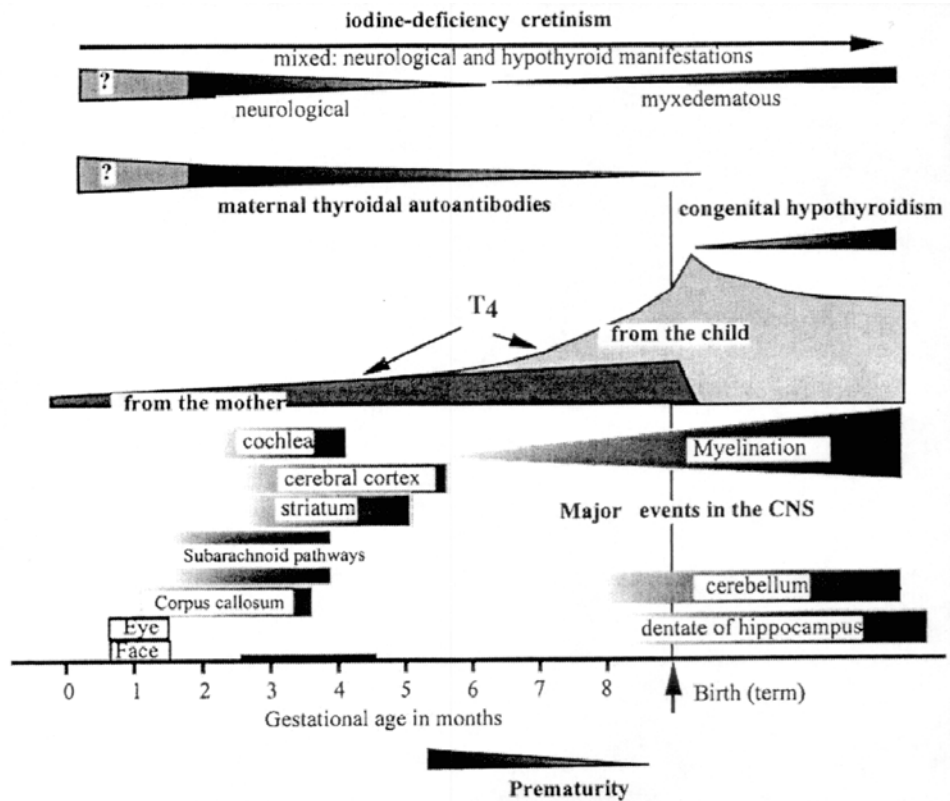 iodine-deficiency cretinism
mixed: neurological and hypothyroid manifestations
?
neurological
myxedematous
?
maternal thyroidal autoantibodies
congenital hypothyroidism
T4
from the child
from the mother
cochlea
Myelination
cerebral cortex
striatum
Major events in the CNS
Subarachnoid pathways
cerebellum
Corpus callosum
Eye
dentate of hippocampus
Face
0 1 2 3 4 5 6 7 8
Birth (term)
Gestational age in months
Prematurity